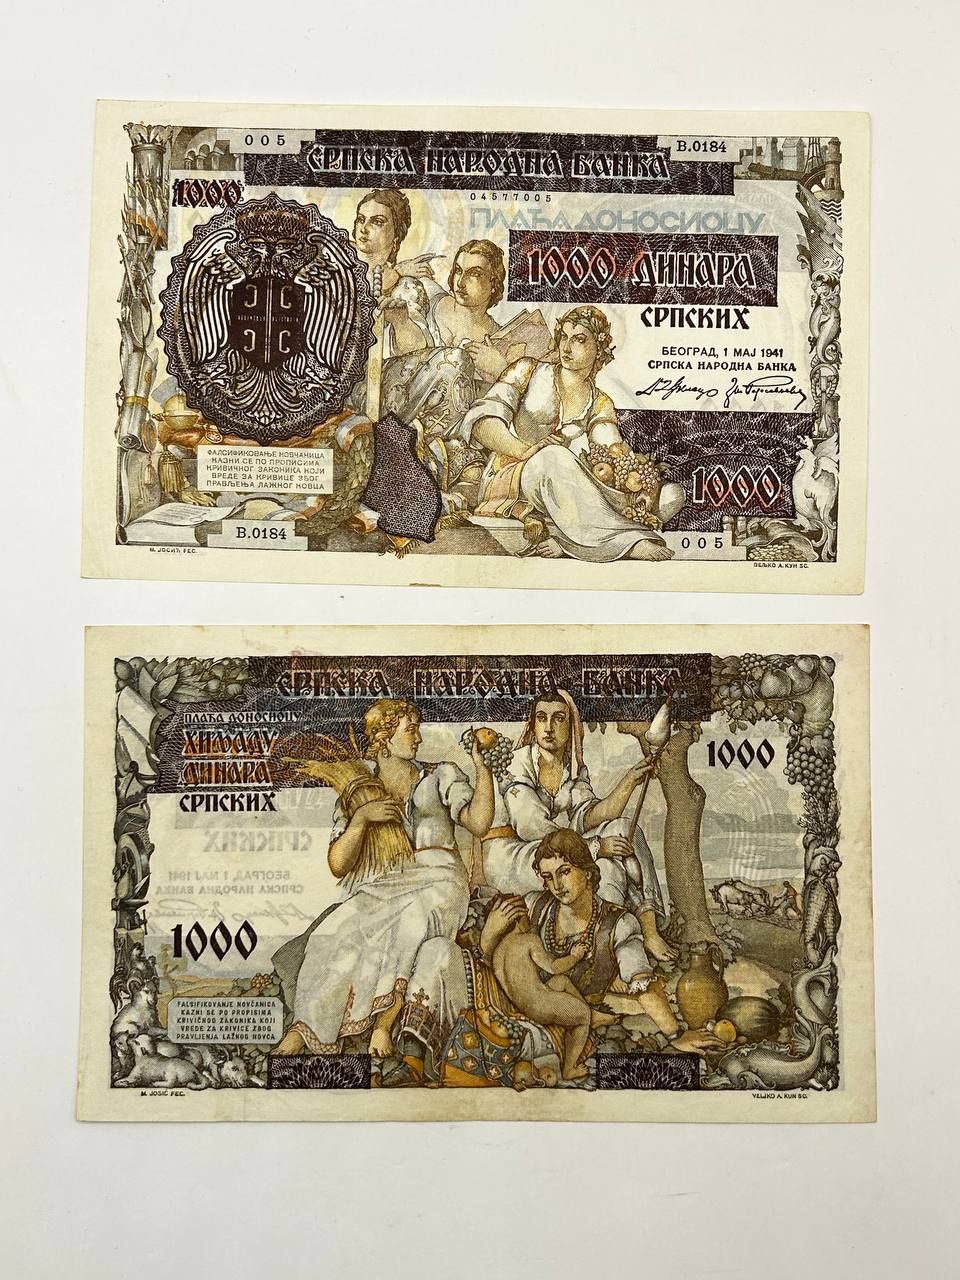 005
СРПСКА НАРОДНА БАНКА
B.0184
1000
04577005
ПЛАЋА ДОНОСИОЦУ
1000 ДИНАРА
СРПСКИХ
БЕОГРАД, 1 МАЈ 1941
СРПСКА НАРОДНА БАНКА
С С
С С
ФАЛСИФИКОВАЊЕ НОВЧАНИЦА
КАЗНИ СЕ ПО ПРОПИСИМА
КРИВИЧНОГ ЗАКОНИКА КОЈИ
ВРЕДЕ ЗА КРИВИЦЕ ЗБОГ
ПРАВЉЕЊА ЛАЖНОГ НОВЦА
1000
B.0184
005
М. ЈОСИЋ FEC.
ВЕЉКО А. КУН SC.
СРПСКА НАРОДНА БАНКА
ПЛАЋА ДОНОСИОЦУ
ХИЉАДУ
ДИНАРА
СРПСКИХ
1000
1000
FALSIFIKOVANJE NOVČANICA
KAZNI SE PO PROPISIMA
KRIVIČNOG ZAKONIKA KOJI
VREDE ZA KRIVICE ZBOG
PRAVLJENJA LAŽNOG NOVCA
M. JOSIĆ FEC.
VELJKO A. KUN SC.